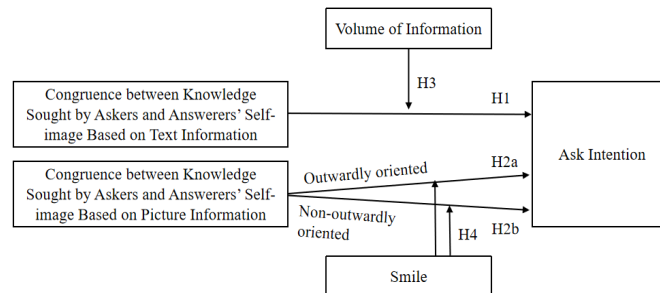 Volume of Information
H3
Congruence between Knowledge
Sought by Askers and Answerers' Self-
image Based on Text Information
H1
Ask Intention
Congruence between Knowledge
Sought by Askers and Answerers' Self-
image Based on Picture Information
Outwardly oriented
H2a
Non-outwardly
oriented
H2b
H4
Smile